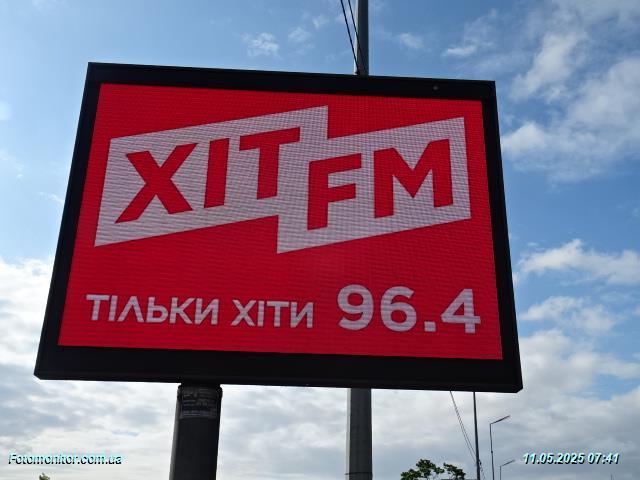 ХІТ FM
ТІЛЬКИ ХІТИ 96.4
Fotomonitor.com.ua
11.05.2025 07:41